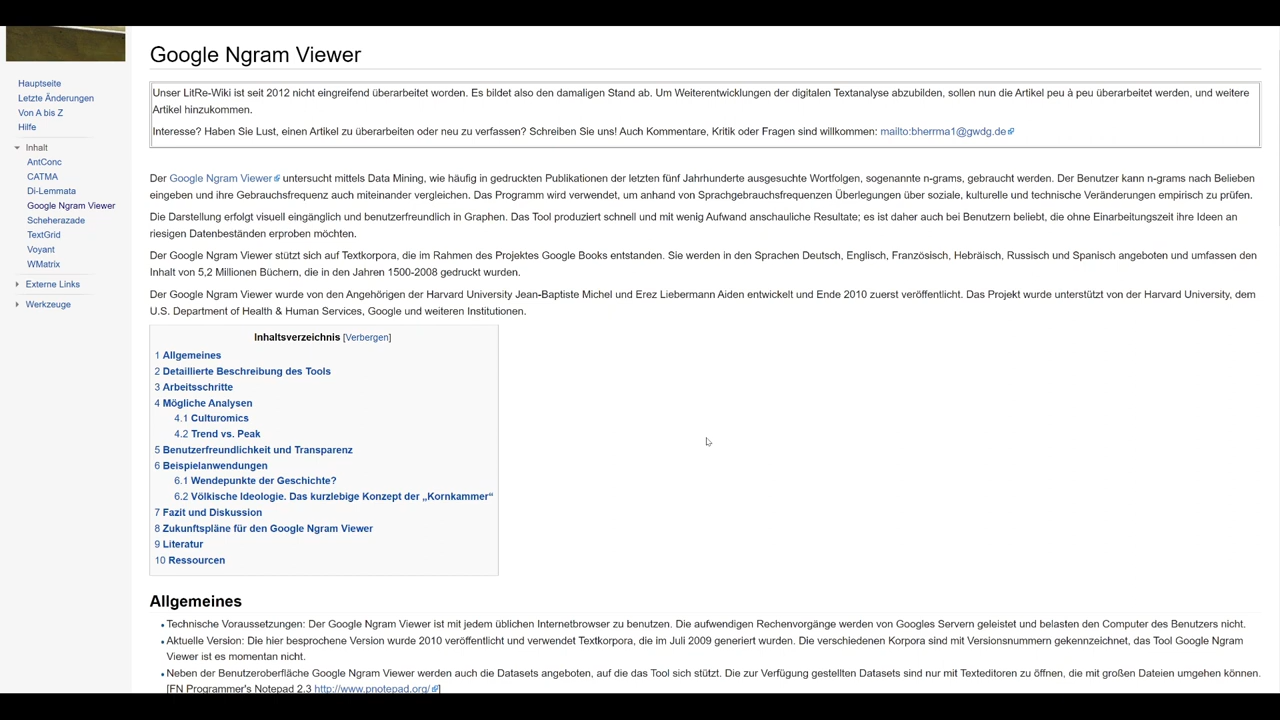 Google Ngram Viewer
Hauptseite
Letzte Änderungen
Von A bis Z
Hilfe
Inhalt
AntConc
CATMA
Di-Lemmata
Google Ngram Viewer
Scheherazade
TextGrid
Voyant
WMatrix
Externe Links
Werkzeuge
Unser LitRe-Wiki ist seit 2012 nicht eingreifend überarbeitet worden. Es bildet also den damaligen Stand ab. Um Weiterentwicklungen der digitalen Textanalyse abzubilden, sollen nun die Artikel peu à peu überarbeitet werden, und weitere
Artikel hinzukommen.
Interesse? Haben Sie Lust, einen Artikel zu überarbeiten oder neu zu verfassen? Schreiben Sie uns! Auch Kommentare, Kritik oder Fragen sind willkommen: mailto:bherrma1@gwdg.de
Der Google Ngram Viewer untersucht mittels Data Mining, wie häufig in gedruckten Publikationen der letzten fünf Jahrhunderte ausgesuchte Wortfolgen, sogenannte n-grams, gebraucht werden. Der Benutzer kann n-grams nach Belieben
eingeben und ihre Gebrauchsfrequenz auch miteinander vergleichen. Das Programm wird verwendet, um anhand von Sprachgebrauchsfrequenzen Überlegungen über soziale, kulturelle und technische Veränderungen empirisch zu prüfen.
Die Darstellung erfolgt visuell eingänglich und benutzerfreundlich in Graphen. Das Tool produziert schnell und mit wenig Aufwand anschauliche Resultate; es ist daher auch bei Benutzern beliebt, die ohne Einarbeitungszeit ihre Ideen an
riesigen Datenbeständen erproben möchten.
Der Google Ngram Viewer stützt sich auf Textkorpora, die im Rahmen des Projektes Google Books entstanden. Sie werden in den Sprachen Deutsch, Englisch, Französisch, Hebräisch, Russisch und Spanisch angeboten und umfassen den
Inhalt von 5,2 Millionen Büchern, die in den Jahren 1500-2008 gedruckt wurden.
Der Google Ngram Viewer wurde von den Angehörigen der Harvard University Jean-Baptiste Michel und Erez Liebermann Aiden entwickelt und Ende 2010 zuerst veröffentlicht. Das Projekt wurde unterstützt von der Harvard University, dem
U.S. Department of Health & Human Services, Google und weiteren Institutionen.
Inhaltsverzeichnis [Verbergen]
1 Allgemeines
2 Detaillierte Beschreibung des Tools
3 Arbeitsschritte
4 Mögliche Analysen
4.1 Culturomics
4.2 Trend vs. Peak
5 Benutzerfreundlichkeit und Transparenz
6 Beispielanwendungen
6.1 Wendepunkte der Geschichte?
6.2 Völkische Ideologie. Das kurzlebige Konzept der „Kornkammer“
7 Fazit und Diskussion
8 Zukunftspläne für den Google Ngram Viewer
9 Literatur
10 Ressourcen
Allgemeines
Technische Voraussetzungen: Der Google Ngram Viewer ist mit jedem üblichen Internetbrowser zu benutzen. Die aufwendigen Rechenvorgänge werden von Googles Servern geleistet und belasten den Computer des Benutzers nicht.
Aktuelle Version: Die hier besprochene Version wurde 2010 veröffentlicht und verwendet Textkorpora, die im Juli 2009 generiert wurden. Die verschiedenen Korpora sind mit Versionsnummern gekennzeichnet, das Tool Google Ngram
Viewer ist es momentan nicht.
Neben der Benutzeroberfläche Google Ngram Viewer werden auch die Datasets angeboten, auf die das Tool sich stützt. Die zur Verfügung gestellten Datasets sind nur mit Texteditoren zu öffnen, die mit großen Dateien umgehen können.
[FN Programmer's Notepad 2.3 http://www.pnotepad.org/]